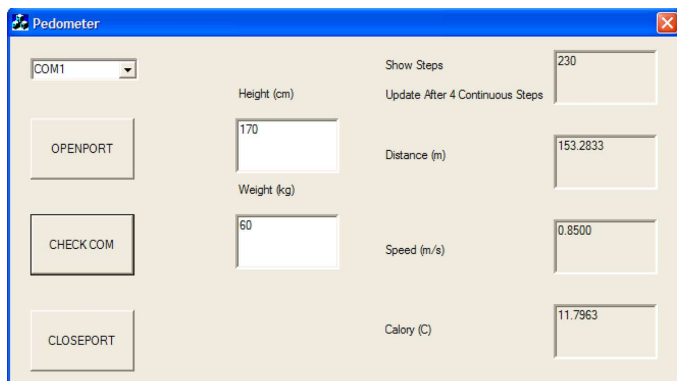 Pedometer
COM1
Show Steps
230
Height (cm)
Update After 4 Continuous Steps
OPENPORT
170
Distance (m)
153.2833
Weight (kg)
CHECK COM
60
Speed (m/s)
0.8500
CLOSEPORT
Calory (C)
11.7963